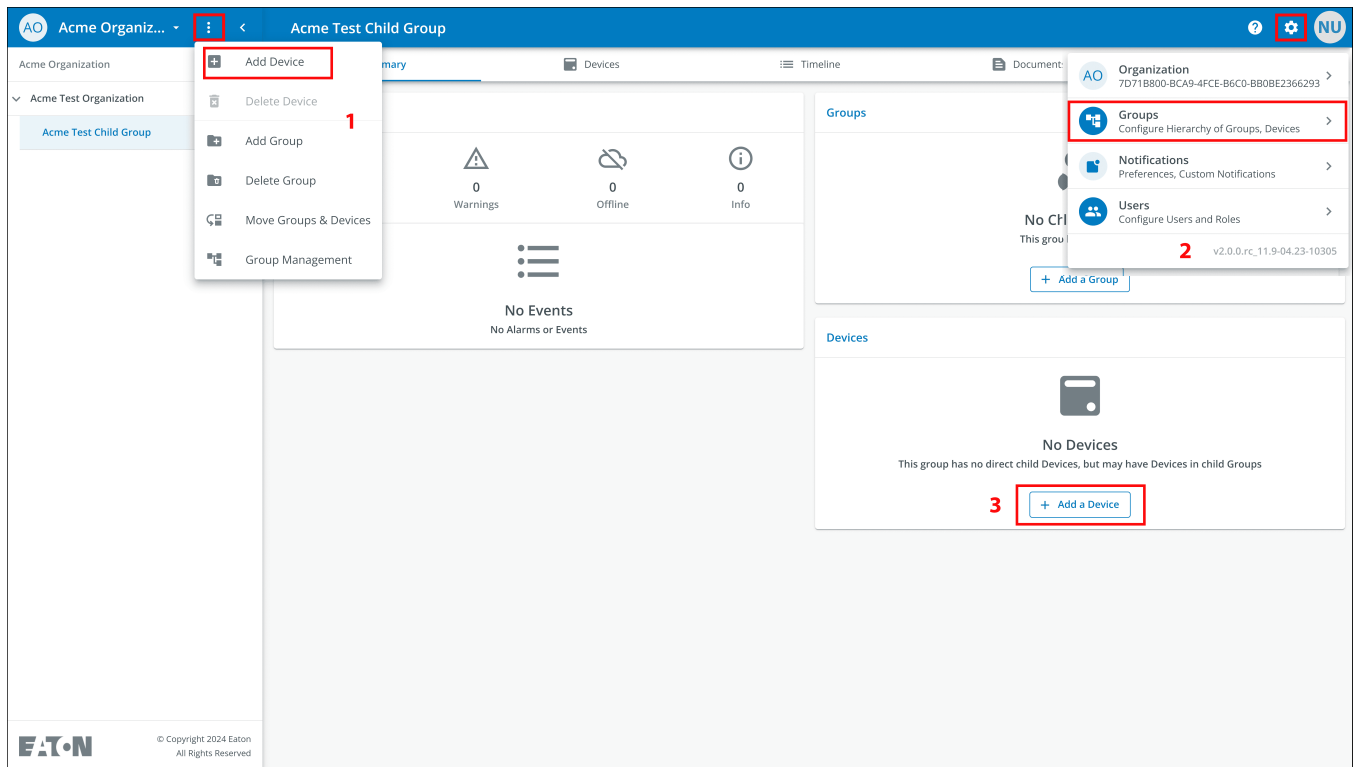 AO Acme Organiz... Acme Test Child Group NU
Acme Organization
Acme Test Organization
Acme Test Child Group
Add Device
Delete Device
1
Add Group
Delete Group
Move Groups & Devices
Group Management
mary Devices Timeline Document
AO Organization
7D71B800-BCA9-4FCE-B6C0-BB0BE2366293
Groups
Configure Hierarchy of Groups, Devices
Notifications
Preferences, Custom Notifications
Users
Configure Users and Roles
2 v2.0.0.rc_11.9-04.23-10305
0 0 0
Warnings Offline Info
No Events
No Alarms or Events
Groups
No Ch
This grou
+ Add a Group
Devices
No Devices
This group has no direct child Devices, but may have Devices in child Groups
3 + Add a Device
EATON © Copyright 2024 Eaton
All Rights Reserved